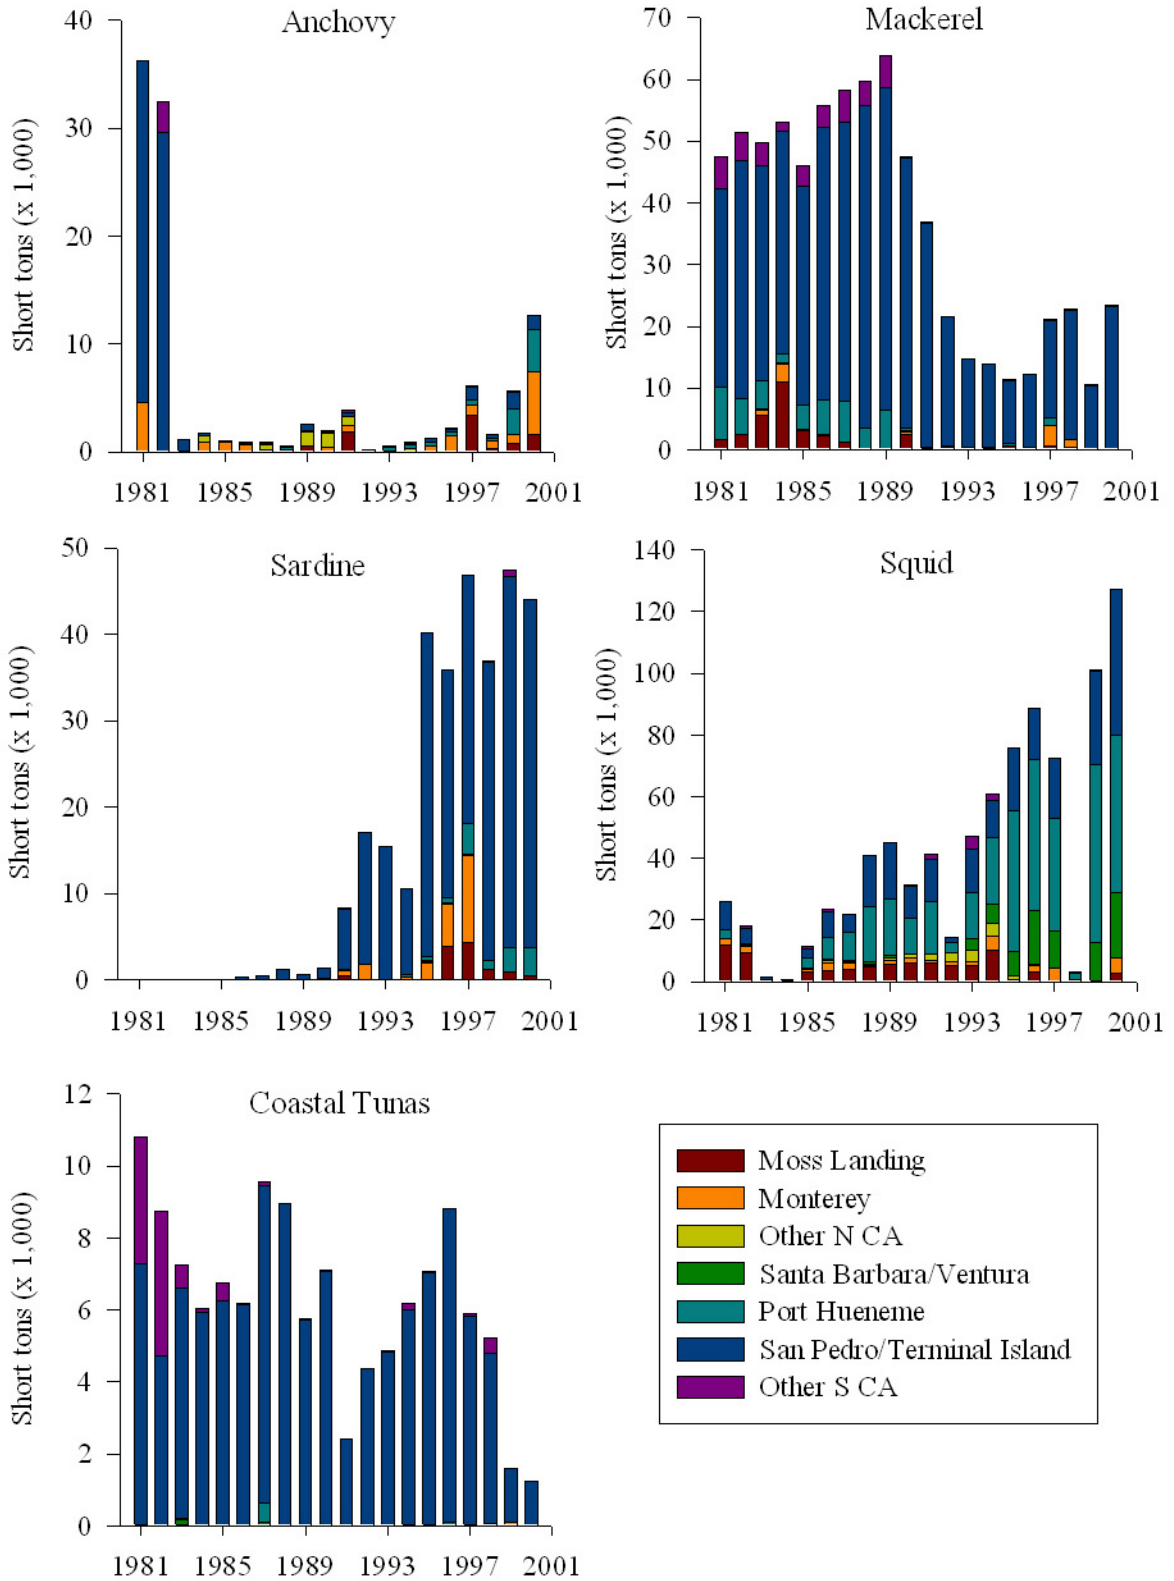 Anchovy
Short tons (x 1,000)
40
30
20
10
0
1981 1985 1989 1993 1997 2001
Mackerel
Short tons (x 1,000)
70
60
50
40
30
20
10
0
1981 1985 1989 1993 1997 2001
Sardine
Short tons (x 1,000)
50
40
30
20
10
0
1981 1985 1989 1993 1997 2001
Squid
Short tons (x 1,000)
140
120
100
80
60
40
20
0
1981 1985 1989 1993 1997 2001
Coastal Tunas
Short tons (x 1,000)
12
10
8
6
4
2
0
1981 1985 1989 1993 1997 2001
Moss Landing
Monterey
Other N CA
Santa Barbara/Ventura
Port Hueneme
San Pedro/Terminal Island
Other S CA